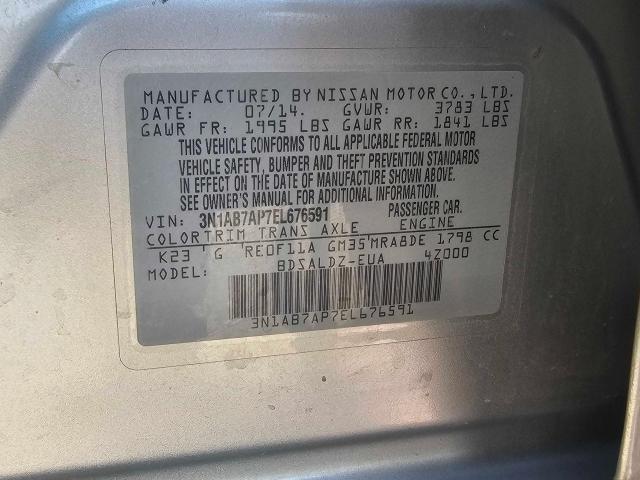 MANUFACTURED BY NISSAN MOTOR CO., LTD.
DATE: 07/14. GVWR: 3783 LBS
GAWR FR: 1995 LBS GAWR RR: 1841 LBS
THIS VEHICLE CONFORMS TO ALL APPLICABLE FEDERAL MOTOR
VEHICLE SAFETY, BUMPER AND THEFT PREVENTION STANDARDS
IN EFFECT ON THE DATE OF MANUFACTURE SHOWN ABOVE.
SEE OWNER'S MANUAL FOR ADDITIONAL INFORMATION.
VIN: 3N1AB7AP7EL676591 PASSENGER CAR.
COLOR TRIM TRANS AXLE ENGINE
K23 G RE0F11A GM35 MRA8DE 1.798 CC
MODEL: BDSALDZ-EUA 4Z000
3N1AB7AP7EL676591